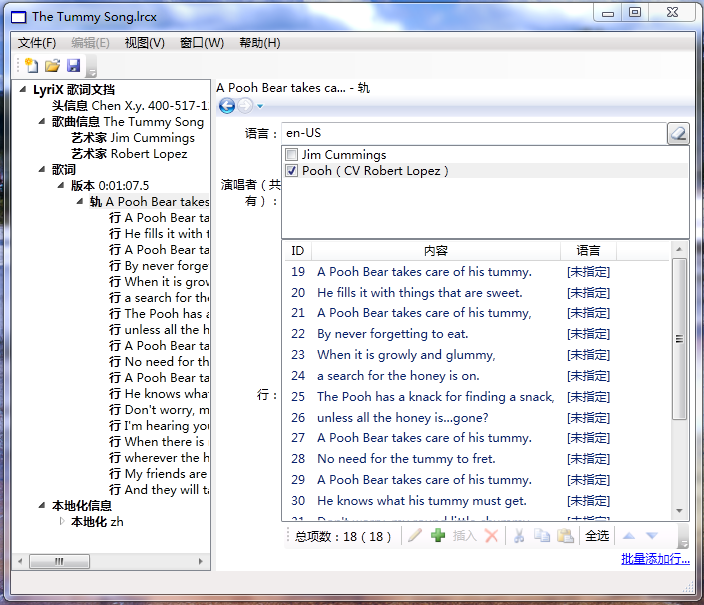 The Tummy Song.lrcx
文件(F) 编辑(E) 视图(V) 窗口(W) 帮助(H)
LyriX 歌词文挡
头信息 Chen X.y. 400-517-1
歌曲信息 The Tummy Song
艺术家 Jim Cummings
艺术家 Robert Lopez
歌词
版本 0:01:07.5
轨 A Pooh Bear takes
行 A Pooh Bear ta
行 He fills it with t
行 A Pooh Bear ta
行 By never forge
行 When it is grow
行 a search for the
行 The Pooh has a
行 unless all the h
行 A Pooh Bear ta
行 No need for th
行 A Pooh Bear ta
行 He knows what
行 Don't worry, m
行 I'm hearing you
行 When there is
行 wherever the h
行 My friends are
行 And they will ta
本地化信息
本地化 zh
A Pooh Bear takes ca... - 轨
语言： en-US
演唱者（共有）：
Jim Cummings
Pooh（CV Robert Lopez）
行：
ID 内容 语言
19 A Pooh Bear takes care of his tummy. [未指定]
20 He fills it with things that are sweet. [未指定]
21 A Pooh Bear takes care of his tummy, [未指定]
22 By never forgetting to eat. [未指定]
23 When it is growly and glummy, [未指定]
24 a search for the honey is on. [未指定]
25 The Pooh has a knack for finding a snack, [未指定]
26 unless all the honey is...gone? [未指定]
27 A Pooh Bear takes care of his tummy. [未指定]
28 No need for the tummy to fret. [未指定]
29 A Pooh Bear takes care of his tummy. [未指定]
30 He knows what his tummy must get. [未指定]
总项数：18（18） 插入 全选
批量添加行...